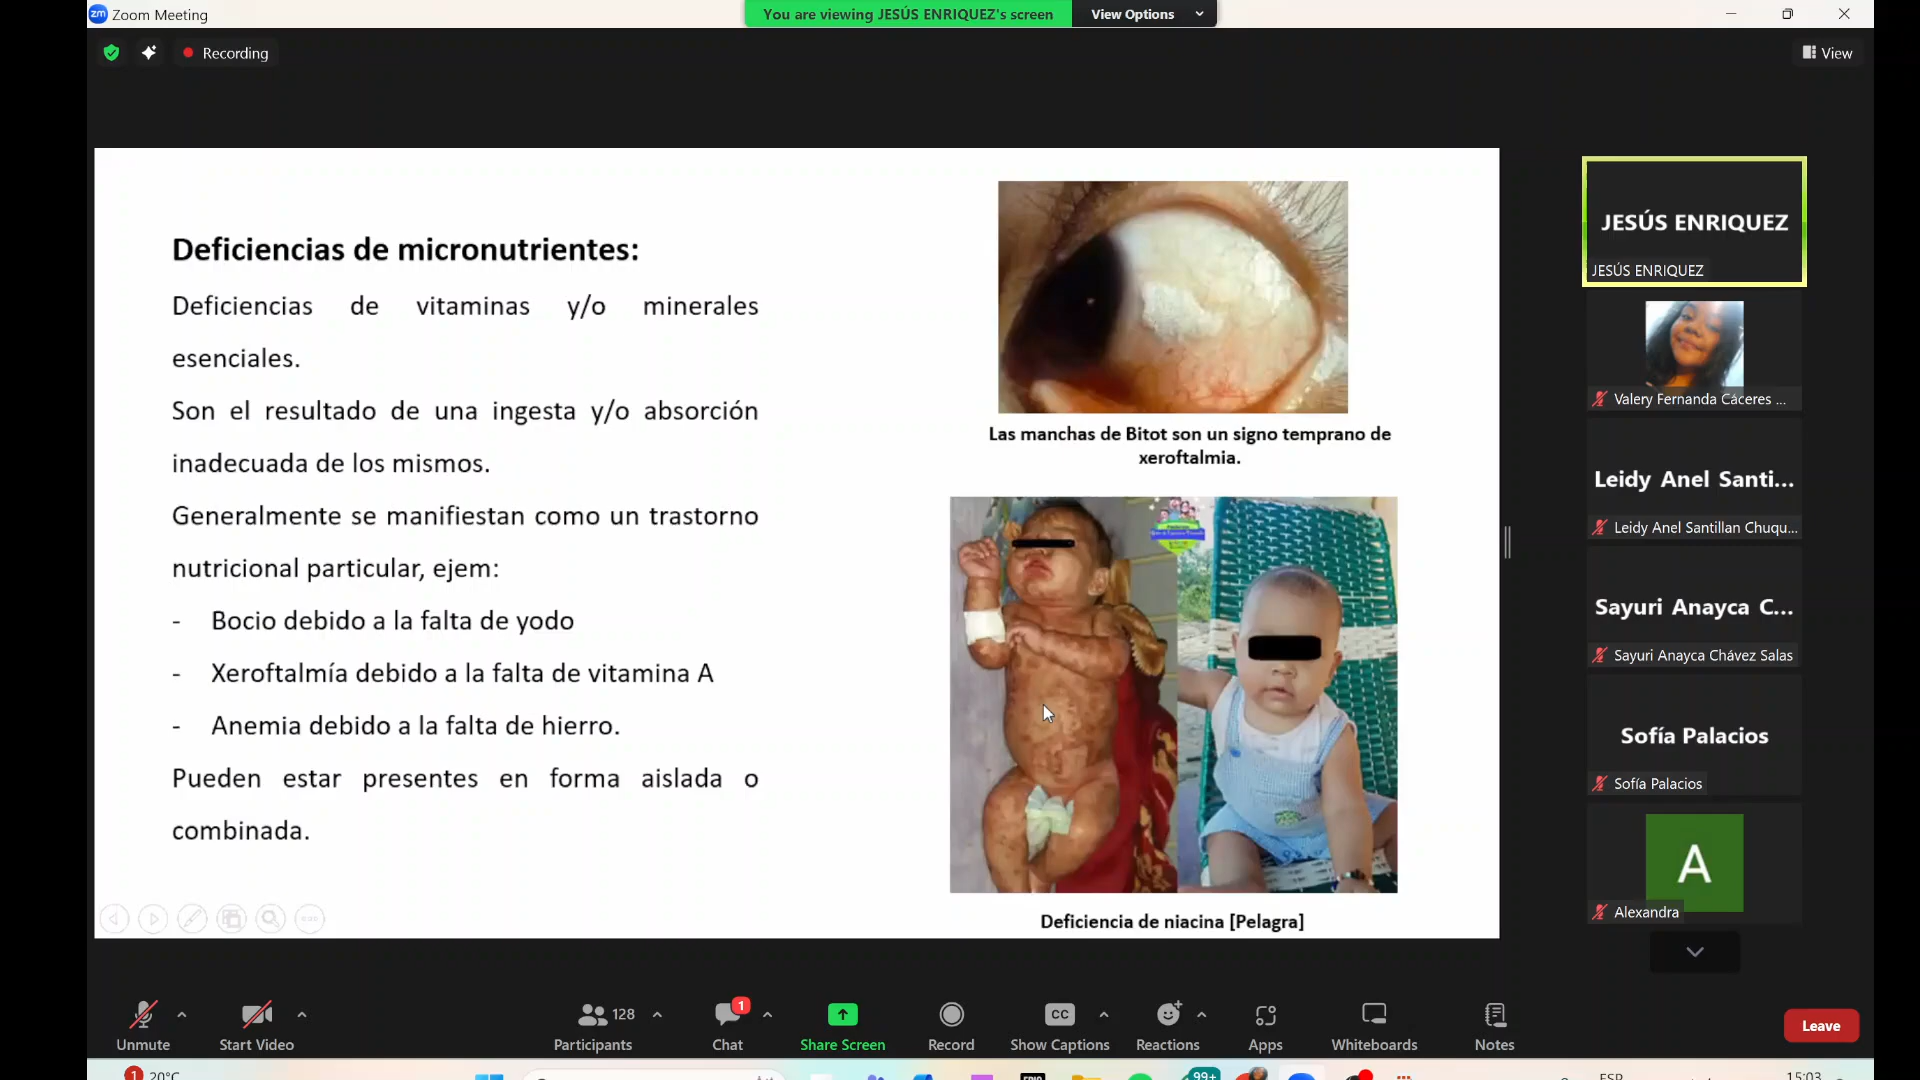 zm Zoom Meeting
You are viewing JESÚS ENRIQUEZ's screen
View Options
Recording
View
Deficiencias de micronutrientes:
Deficiencias de vitaminas y/o minerales
esenciales.
Son el resultado de una ingesta y/o absorción
inadecuada de los mismos.
Generalmente se manifiestan como un trastorno
nutricional particular, ejem:
- Bocio debido a la falta de yodo
- Xeroftalmía debido a la falta de vitamina A
- Anemia debido a la falta de hierro.
Pueden estar presentes en forma aislada o
combinada.
Las manchas de Bitot son un signo temprano de
xeroftalmia.
Deficiencia de niacina [Pelagra]
JESÚS ENRIQUEZ
JESÚS ENRIQUEZ
Valery Fernanda Cáceres ...
Leidy Anel Santi...
Leidy Anel Santillan Chuqu...
Sayuri Anayca C...
Sayuri Anayca Chávez Salas
Sofía Palacios
Sofía Palacios
A
Alexandra
Unmute
Start Video
128
Participants
1
Chat
Share Screen
Record
CC
Show Captions
Reactions
Apps
Whiteboards
Notes
Leave
1
20°C
99+
ESP
15:03